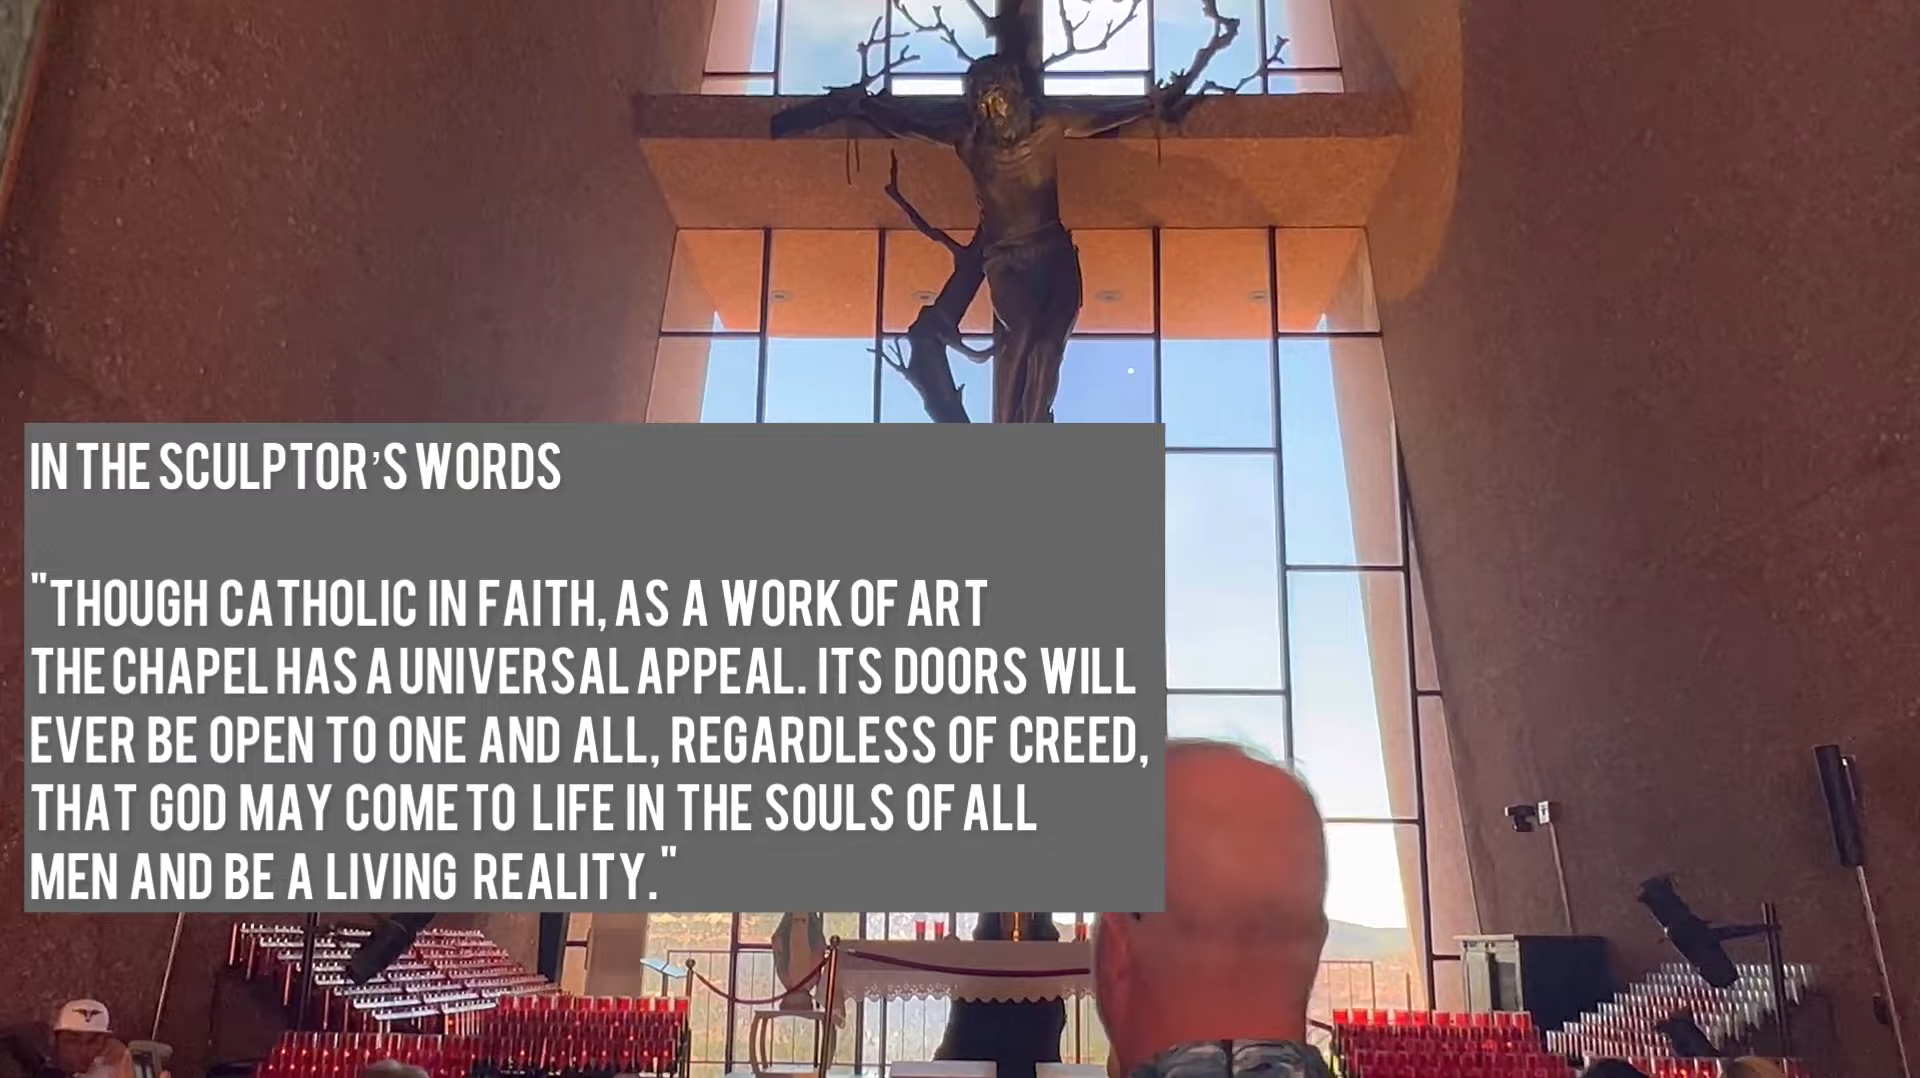 IN THE SCULPTOR'S WORDS
"THOUGH CATHOLIC IN FAITH, AS A WORK OF ART
THE CHAPEL HAS A UNIVERSAL APPEAL. ITS DOORS WILL
EVER BE OPEN TO ONE AND ALL, REGARDLESS OF CREED,
THAT GOD MAY COME TO LIFE IN THE SOULS OF ALL
MEN AND BE A LIVING REALITY."